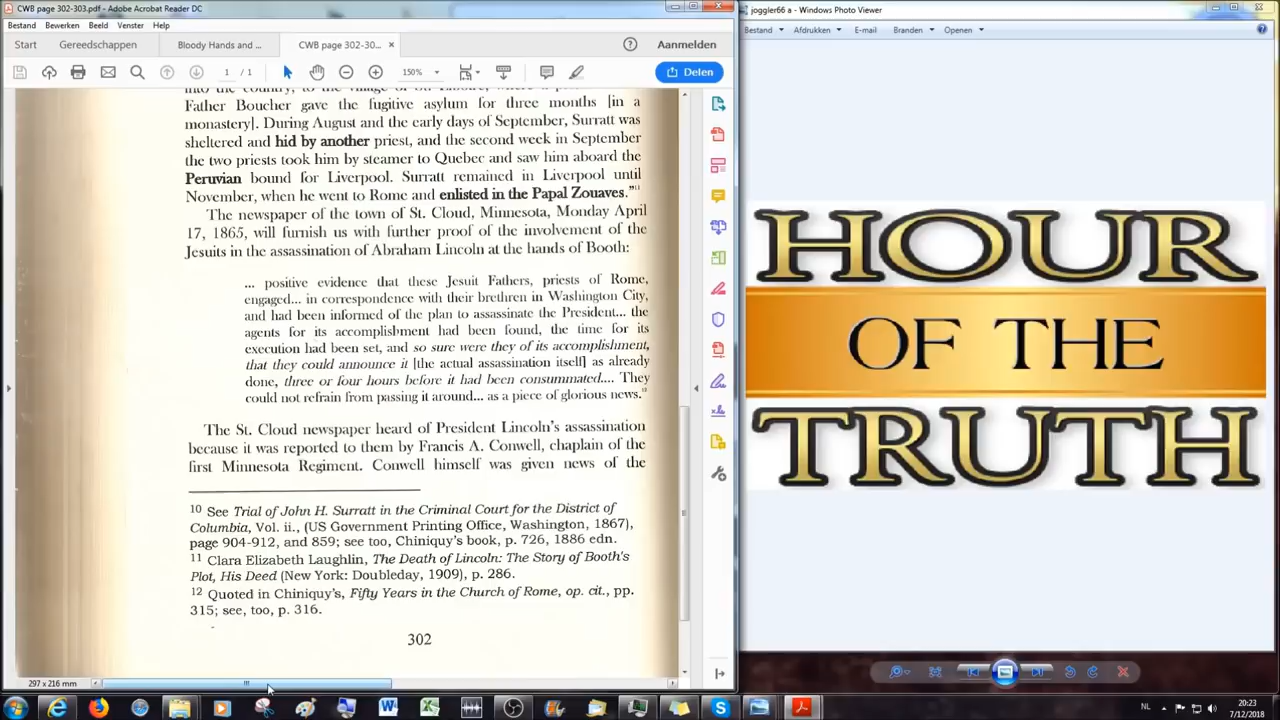 CWB page 302-303.pdf - Adobe Acrobat Reader DC
Bestand Bewerken Beeld Venster Help
Start Gereedschappen Bloody Hands and ... CWB page 302-30... × Aanmelden
1 / 1 150% Delen
Father Boucher gave the fugitive asylum for three months [in a
monastery]. During August and the early days of September, Surratt was
sheltered and hid by another priest, and the second week in September
the two priests took him by steamer to Quebec and saw him aboard the
Peruvian bound for Liverpool. Surratt remained in Liverpool until
November, when he went to Rome and enlisted in the Papal Zouaves."11
The newspaper of the town of St. Cloud, Minnesota, Monday April
17, 1865, will furnish us with further proof of the involvement of the
Jesuits in the assassination of Abraham Lincoln at the hands of Booth:
... positive evidence that these Jesuit Fathers, priests of Rome,
engaged... in correspondence with their brethren in Washington City,
and had been informed of the plan to assassinate the President... the
agents for its accomplishment had been found, the time for its
execution had been set, and so sure were they of its accomplishment,
that they could announce it [the actual assassination itself] as already
done, three or four hours before it had been consummated.... They
could not refrain from passing it around... as a piece of glorious news."12
The St. Cloud newspaper heard of President Lincoln's assassination
because it was reported to them by Francis A. Conwell, chaplain of the
first Minnesota Regiment. Conwell himself was given news of the
10 See Trial of John H. Surratt in the Criminal Court for the District of
Columbia, Vol. ii., (US Government Printing Office, Washington, 1867),
page 904-912, and 859; see too, Chiniquy's book, p. 726, 1886 edn.
11 Clara Elizabeth Laughlin, The Death of Lincoln: The Story of Booth's
Plot, His Deed (New York: Doubleday, 1909), p. 286.
12 Quoted in Chiniquy's, Fifty Years in the Church of Rome, op. cit., pp.
315; see, too, p. 316.
302
297 x 216 mm
joggler66 a - Windows Photo Viewer
Bestand Afdrukken E-mail Branden Openen
HOUR
OF THE
TRUTH
NL 20:23
7/12/2018